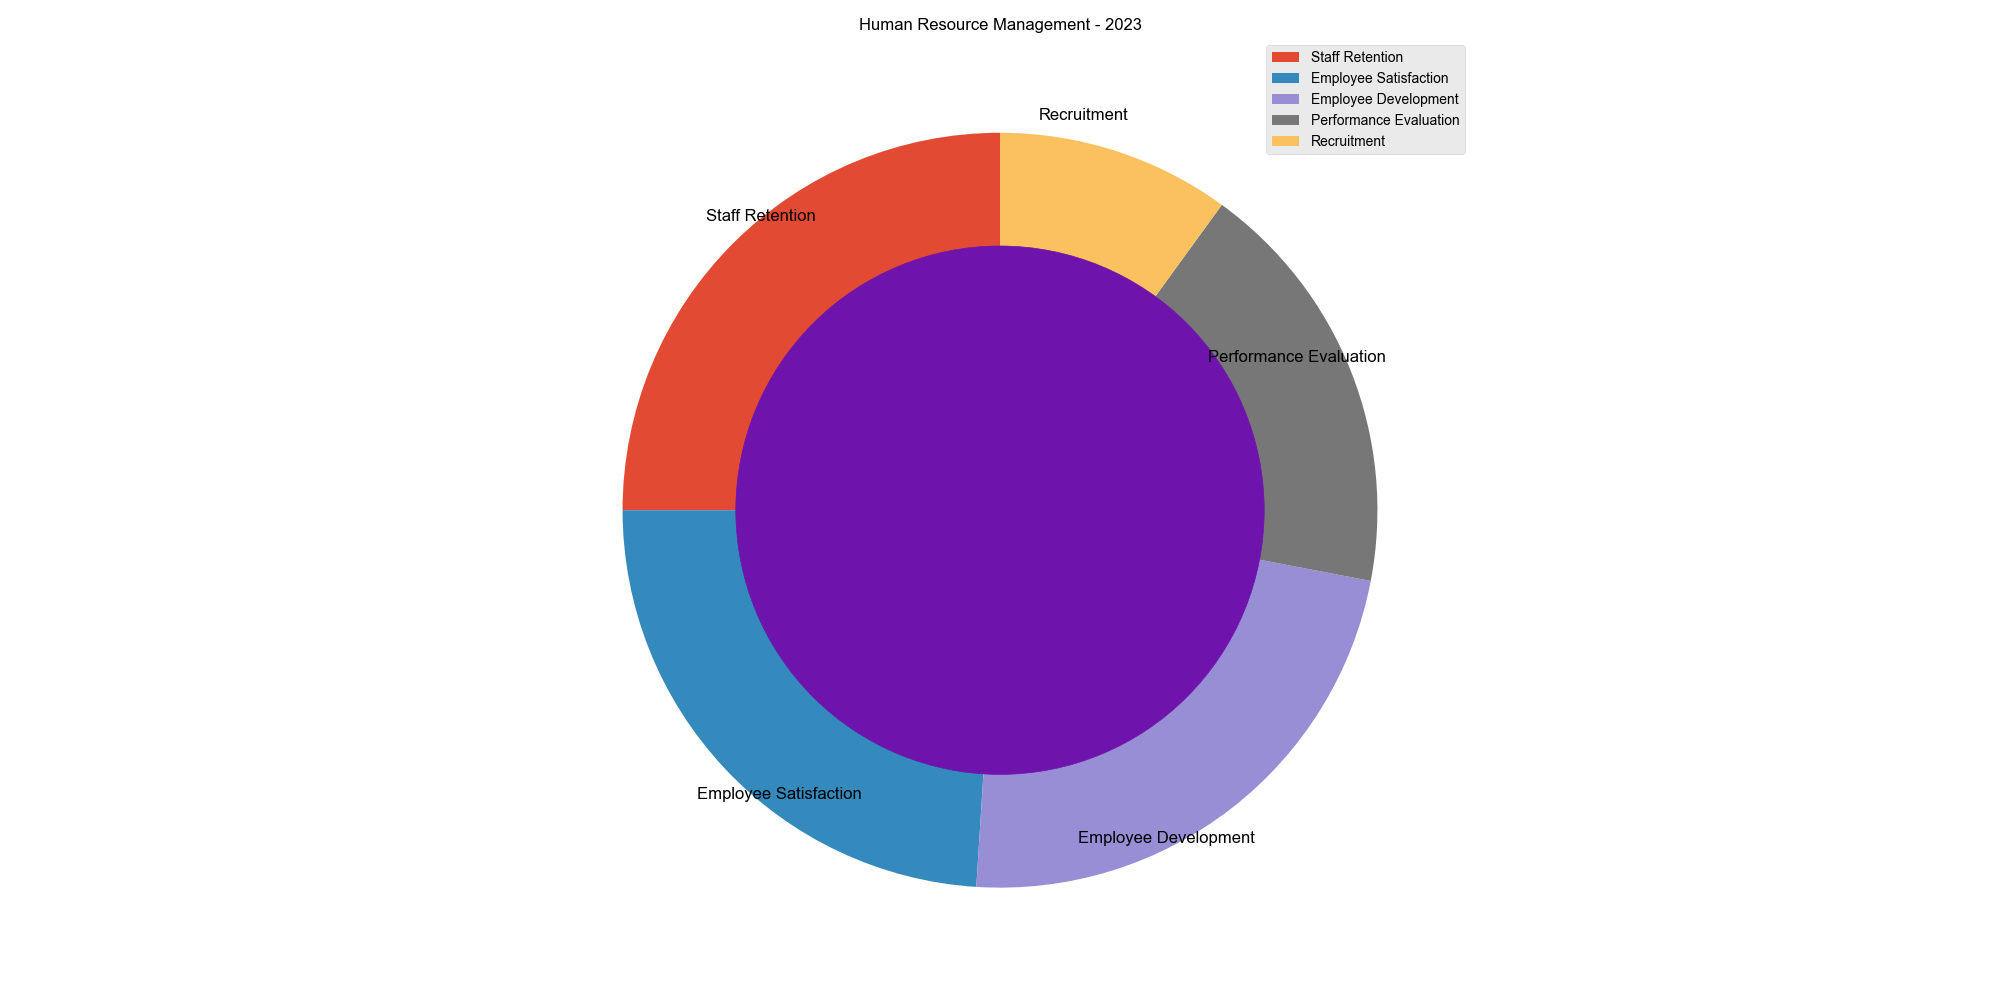 Human Resource Management - 2023
Staff Retention
Employee Satisfaction
Employee Development
Performance Evaluation
Recruitment
Recruitment
Staff Retention
Performance Evaluation
Employee Satisfaction
Employee Development